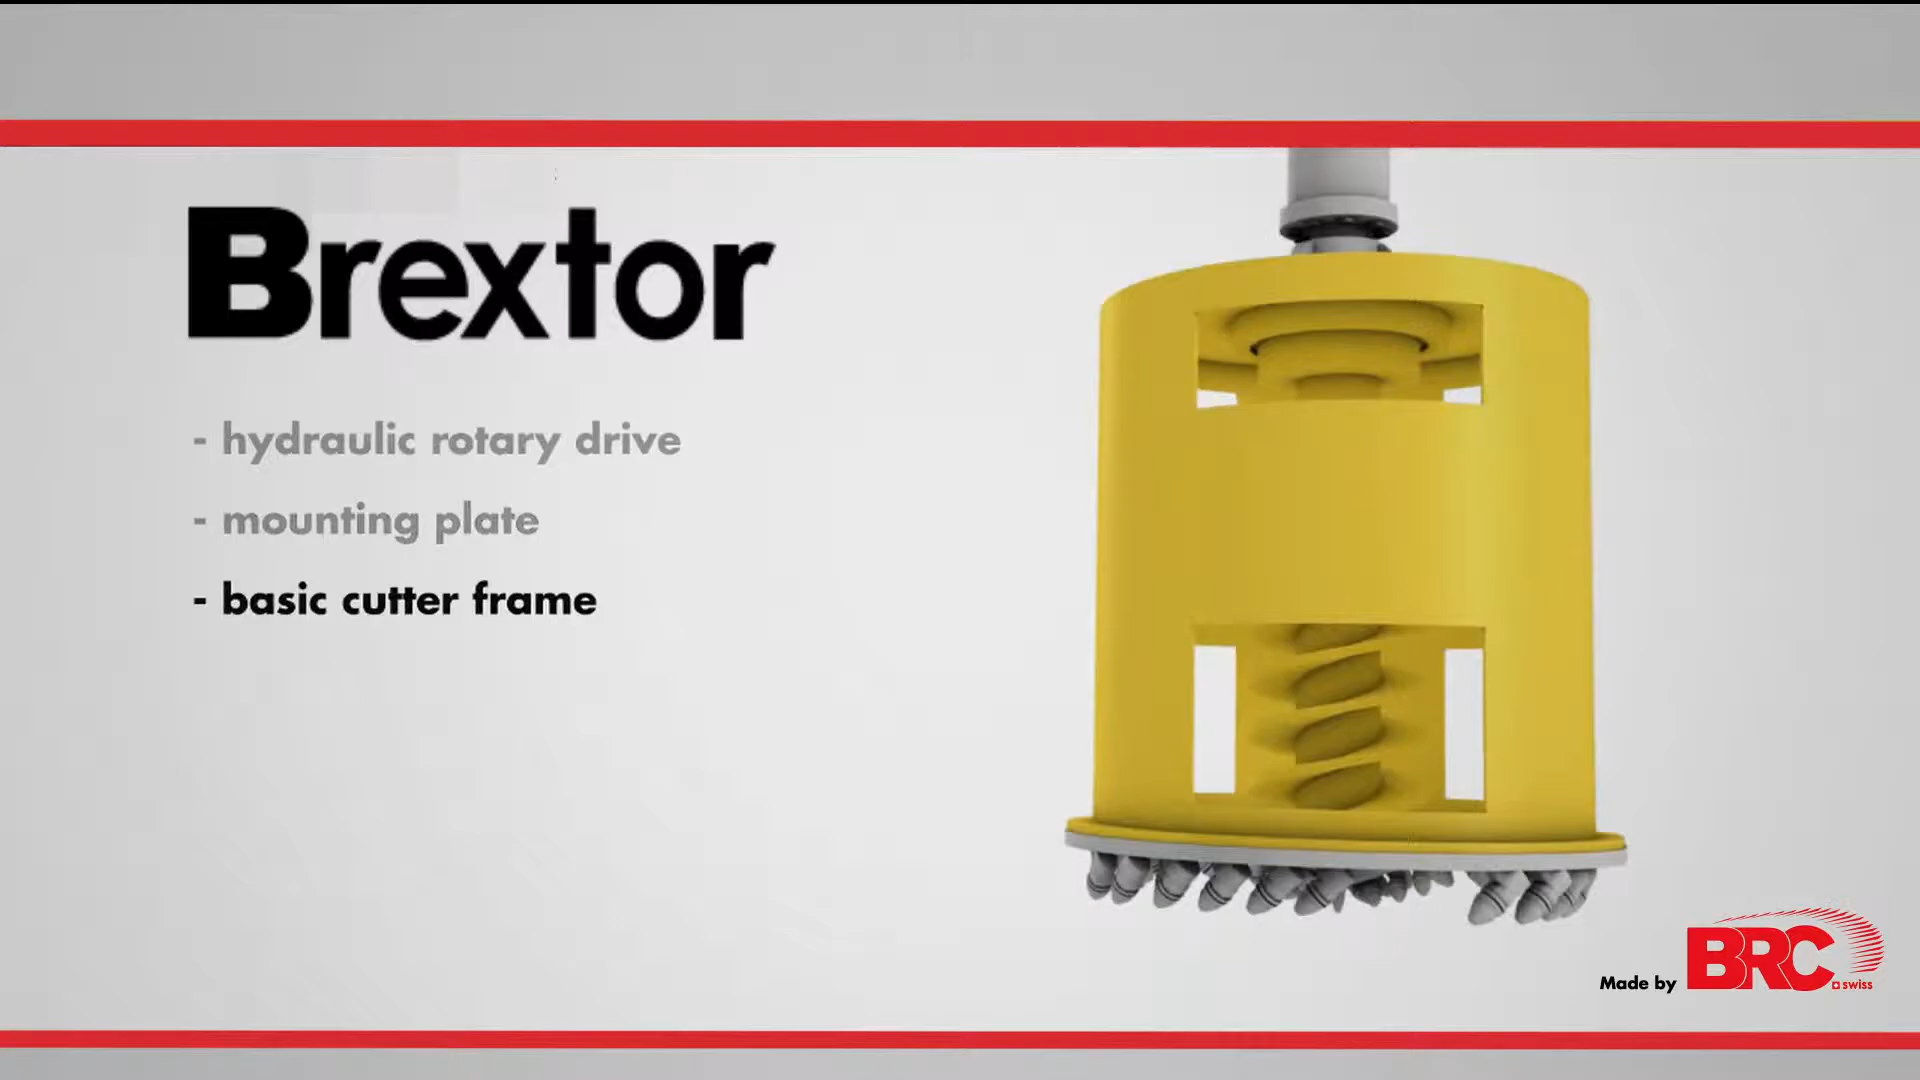 Brextor
- hydraulic rotary drive
- mounting plate
- basic cutter frame
Made by BRC swiss